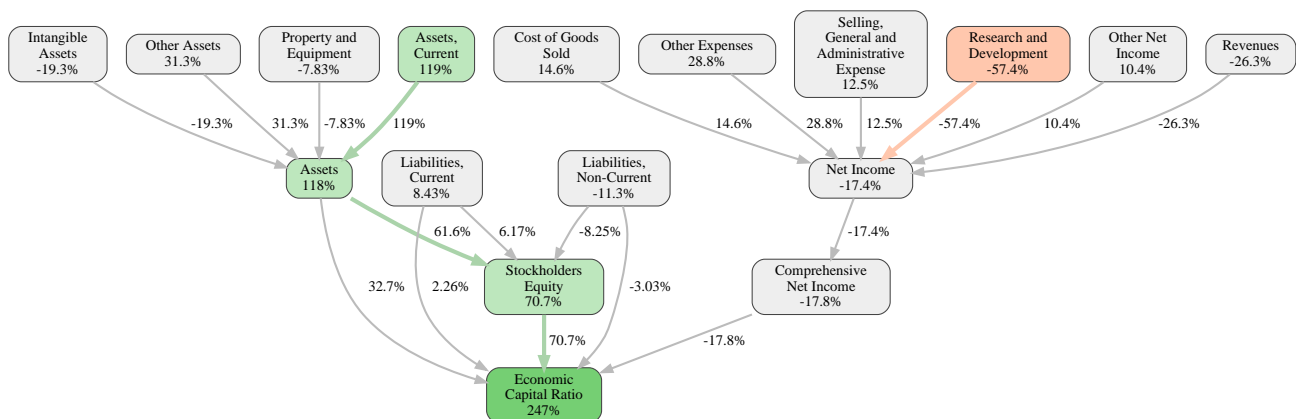 Intangible
Assets
-19.3%
Other Assets
31.3%
Property and
Equipment
-7.83%
Assets,
Current
119%
Cost of Goods
Sold
14.6%
Other Expenses
28.8%
Selling,
General and
Administrative
Expense
12.5%
Research and
Development
-57.4%
Other Net
Income
10.4%
Revenues
-26.3%
-19.3%
31.3%
-7.83%
119%
14.6%
28.8%
12.5%
-57.4%
10.4%
-26.3%
Assets
118%
Liabilities,
Current
8.43%
Liabilities,
Non-Current
-11.3%
Net Income
-17.4%
61.6%
6.17%
-8.25%
-17.4%
32.7%
2.26%
Stockholders
Equity
70.7%
-3.03%
Comprehensive
Net Income
-17.8%
70.7%
-17.8%
Economic
Capital Ratio
247%